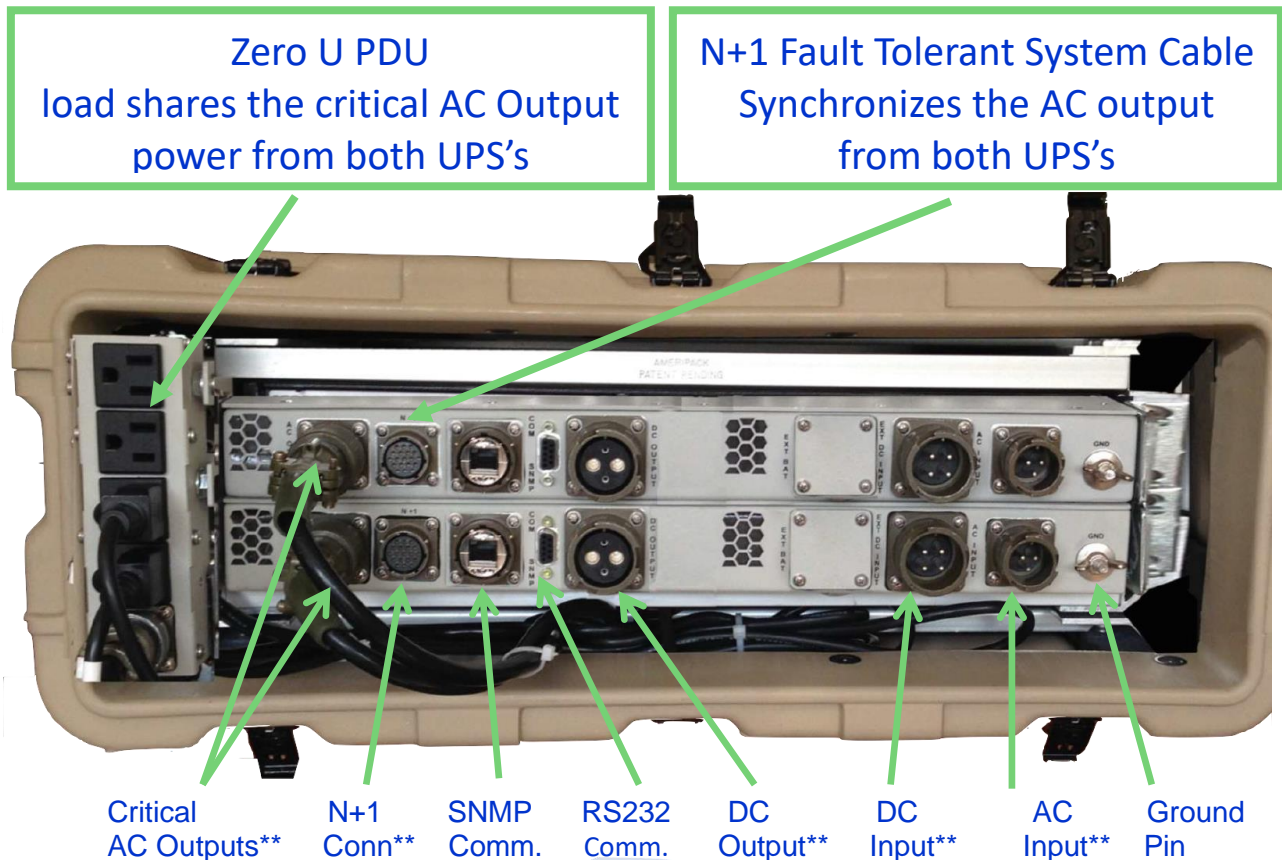 Zero U PDU
load shares the critical AC Output
power from both UPS's
N+1 Fault Tolerant System Cable
Synchronizes the AC output
from both UPS's
AMERIPACK
PATENT PENDING
AC
N
COM
SNMP
DC OUTPUT
EXT BAT
EXT DC INPUT
AC INPUT
GND
N+1
COM
SNMP
DC OUTPUT
EXT BAT
EXT DC INPUT
AC INPUT
GND
Critical
AC Outputs**
N+1
Conn**
SNMP
Comm.
RS232
Comm.
DC
Output**
DC
Input**
AC
Input**
Ground
Pin